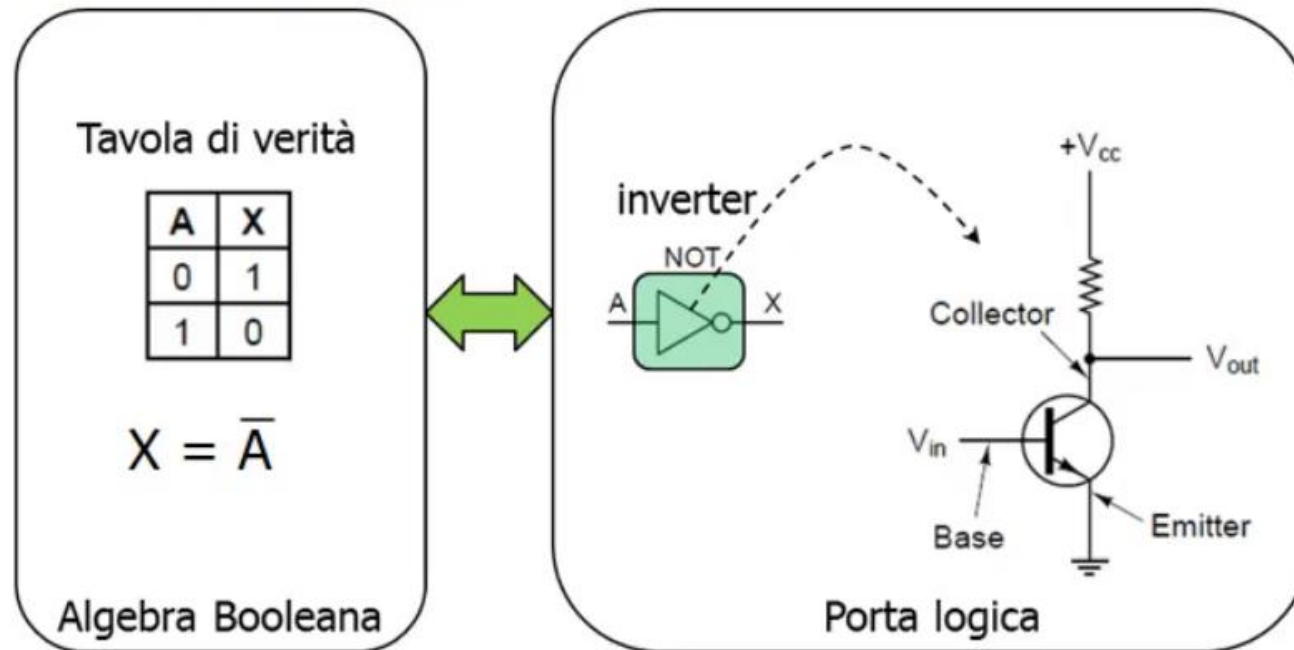 Tavola di verità
A X
0 1
1 0
X = A̅
Algebra Booleana
inverter
NOT
A
X
+Vcc
Collector
Vout
Vin
Base
Emitter
Porta logica